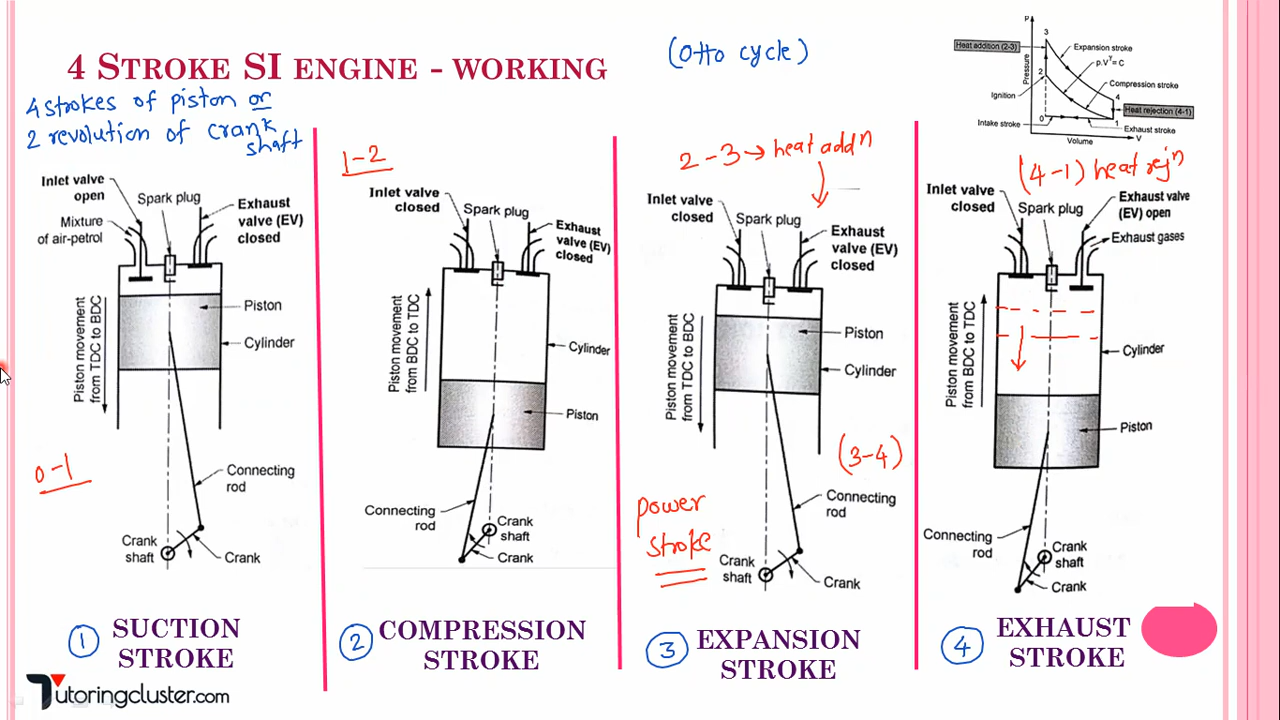 4 STROKE SI ENGINE - WORKING
(Otto cycle)
4 strokes of piston or
2 revolution of crank
shaft
P
3
Heat addition (2-3)
Expansion stroke
p.V^γ = C
Pressure
2
Compression stroke
Ignition
4
Heat rejection (4-1)
0
1
Intake stroke
Exhaust stroke
Volume
V
Inlet valve
open
Spark plug
Exhaust
valve (EV)
closed
Mixture
of air-petrol
Piston movement
from TDC to BDC
Piston
Cylinder
0-1
Connecting
rod
Crank
shaft
Crank
1
SUCTION
STROKE
1-2
Inlet valve
closed
Spark plug
Exhaust
valve (EV)
closed
Piston movement
from BDC to TDC
Cylinder
Piston
Connecting
rod
Crank
shaft
Crank
2
COMPRESSION
STROKE
2-3 → heat addn
Inlet valve
closed
Spark plug
Exhaust
valve (EV)
closed
Piston movement
from TDC to BDC
Piston
Cylinder
(3-4)
power
stroke
Connecting
rod
Crank
shaft
Crank
3
EXPANSION
STROKE
(4-1) heat rejn
Inlet valve
closed
Spark plug
Exhaust valve
(EV) open
Exhaust gases
Piston movement
from BDC to TDC
Cylinder
Piston
Connecting
rod
Crank
shaft
Crank
4
EXHAUST
STROKE
Tutoringcluster.com